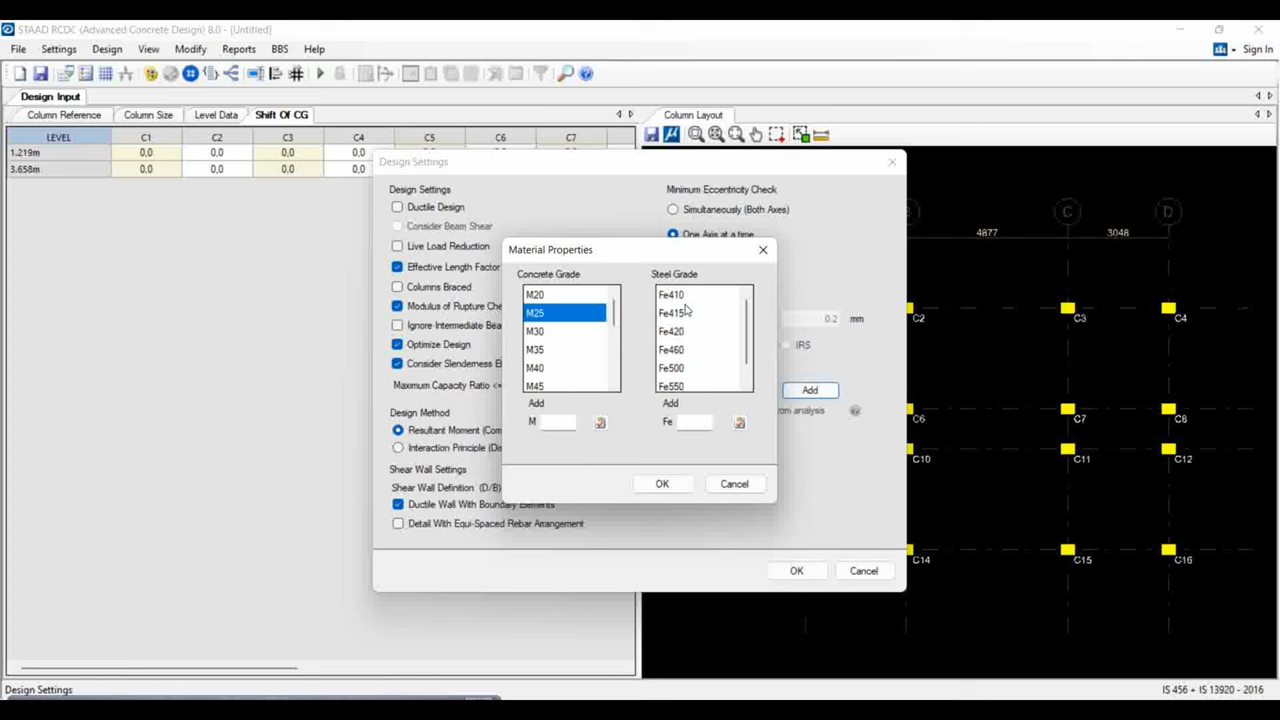 STAAD RCDC (Advanced Concrete Design) 8.0 - [Untitled]
File Settings Design View Modify Reports BBS Help
Sign In
Design Input
Column Reference Column Size Level Data Shift Of CG
Column Layout
LEVEL C1 C2 C3 C4 C5 C6 C7
1.219m 0,0 0,0 0,0 0,0
3.658m 0,0 0,0 0,0 0,0
Design Settings
Design Settings
Ductile Design
Consider Beam Shear
Live Load Reduction
Effective Length Factor
Columns Braced
Modulus of Rupture Che
Ignore Intermediate Bea
Optimize Design
Consider Slenderness E
Maximum Capacity Ratio <=
Design Method
Resultant Moment (Com
Interaction Principle (Dis
Shear Wall Settings
Shear Wall Definition (D/B)
Ductile Wall With Boundary Elements
Detail With Equi-Spaced Rebar Arrangement
Minimum Eccentricity Check
Simultaneously (Both Axes)
One Axis at a time
0.2 mm
IRS
Add
om analysis
OK Cancel
Material Properties
Concrete Grade Steel Grade
M20 Fe410
M25 Fe415
M30 Fe420
M35 Fe460
M40 Fe500
M45 Fe550
Add Add
M Fe
OK Cancel
C D
4877 3048
C2 C3 C4
C6 C7 C8
C10 C11 C12
C14 C15 C16
Design Settings
IS 456 + IS 13920 - 2016